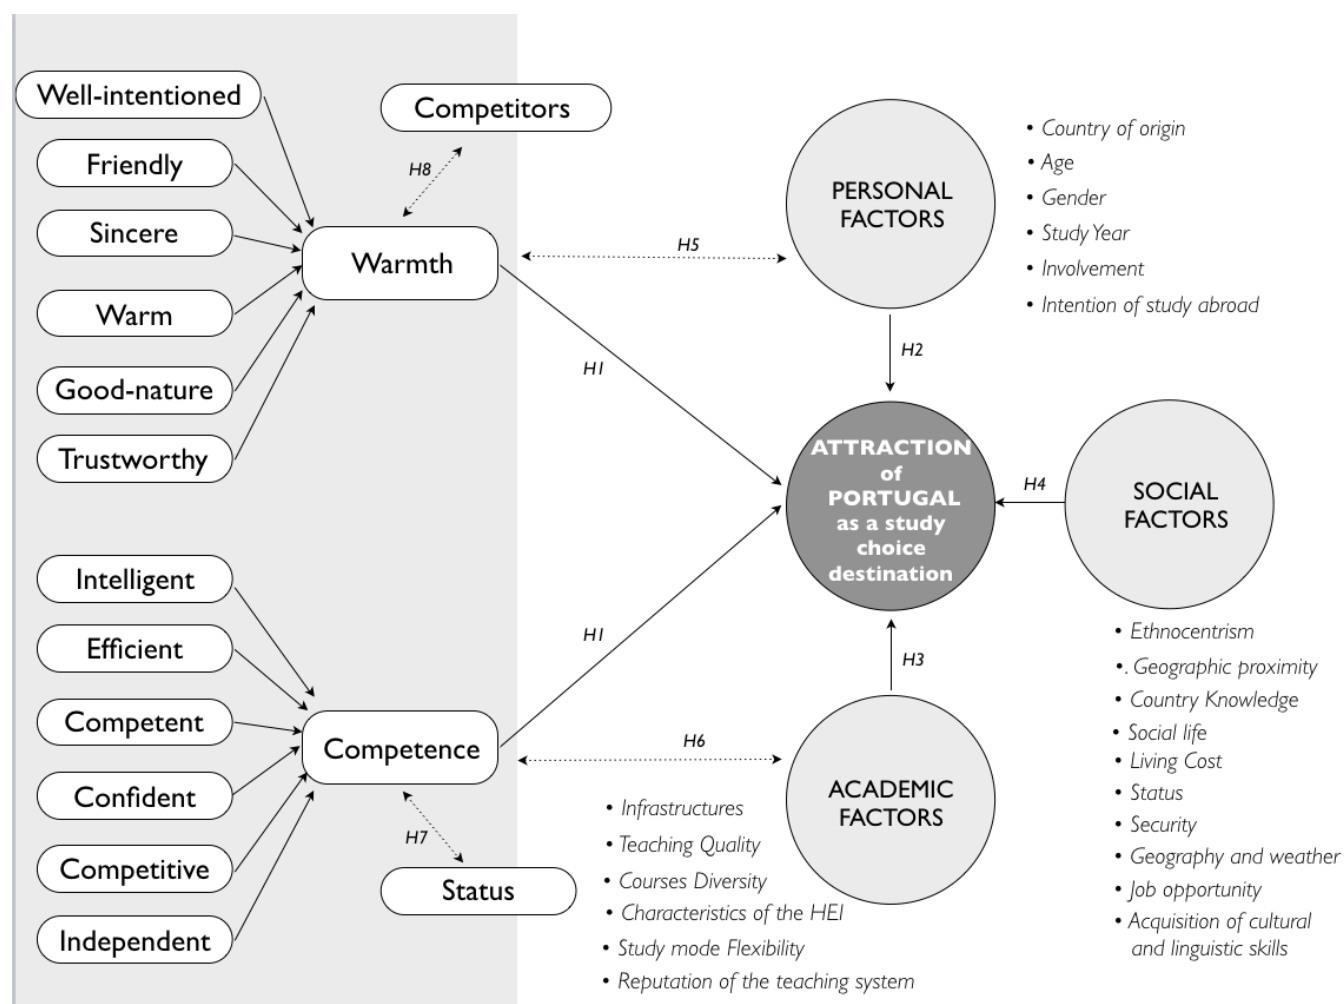 Well-intentioned
Friendly
Sincere
Warm
Good-nature
Trustworthy
Competitors
H8
Warmth
H5
H1
PERSONAL
FACTORS
• Country of origin
• Age
• Gender
• Study Year
• Involvement
• Intention of study abroad
H2
ATTRACTION
of
PORTUGAL
as a study
choice
destination
H4
SOCIAL
FACTORS
• Ethnocentrism
•. Geographic proximity
• Country Knowledge
• Social life
• Living Cost
• Status
• Security
• Geography and weather
• Job opportunity
• Acquisition of cultural
and linguistic skills
Intelligent
Efficient
Competent
Confident
Competitive
Independent
Competence
H1
H6
H7
Status
H3
ACADEMIC
FACTORS
• Infrastructures
• Teaching Quality
• Courses Diversity
• Characteristics of the HEI
• Study mode Flexibility
• Reputation of the teaching system